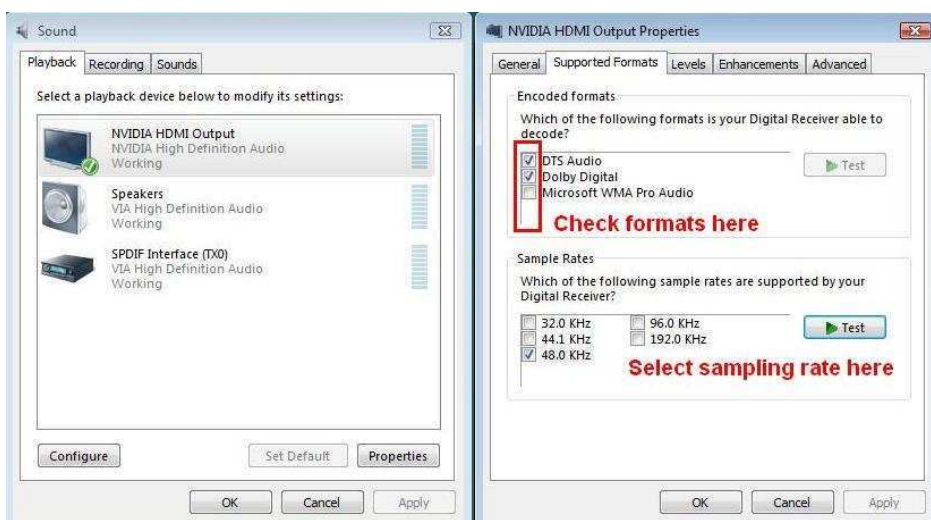 Sound
Playback Recording Sounds
Select a playback device below to modify its settings:
NVIDIA HDMI Output
NVIDIA High Definition Audio
Working
Speakers
VIA High Definition Audio
Working
SPDIF Interface (TX0)
VIA High Definition Audio
Working
Configure Set Default Properties
OK Cancel Apply
NVIDIA HDMI Output Properties
General Supported Formats Levels Enhancements Advanced
Encoded formats
Which of the following formats is your Digital Receiver able to
decode?
DTS Audio
Dolby Digital
Microsoft WMA Pro Audio
Test
Check formats here
Sample Rates
Which of the following sample rates are supported by your
Digital Receiver?
32.0 KHz 96.0 KHz
44.1 KHz 192.0 KHz
48.0 KHz
Test
Select sampling rate here
OK Cancel Apply